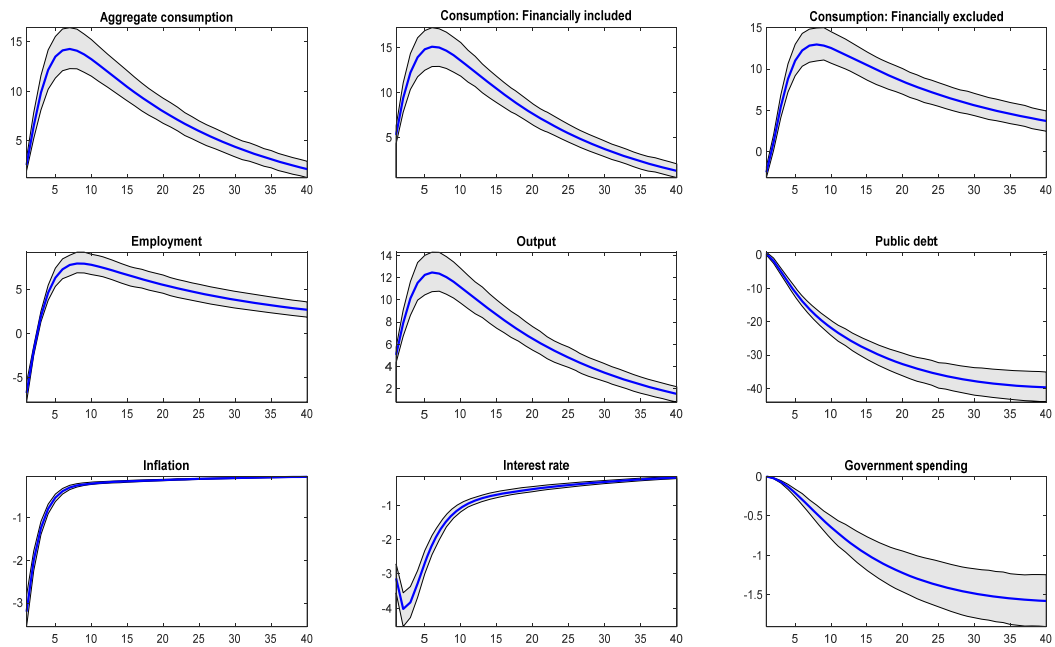 Aggregate consumption
15
10
5
5 10 15 20 25 30 35 40
Consumption: Financially included
15
10
5
5 10 15 20 25 30 35 40
Consumption: Financially excluded
15
10
5
0
5 10 15 20 25 30 35 40
Employment
5
0
-5
5 10 15 20 25 30 35 40
Output
14
12
10
8
6
4
2
5 10 15 20 25 30 35 40
Public debt
0
-10
-20
-30
-40
5 10 15 20 25 30 35 40
Inflation
-1
-2
-3
5 10 15 20 25 30 35 40
Interest rate
-1
-2
-3
-4
5 10 15 20 25 30 35 40
Government spending
0
-0.5
-1
-1.5
5 10 15 20 25 30 35 40